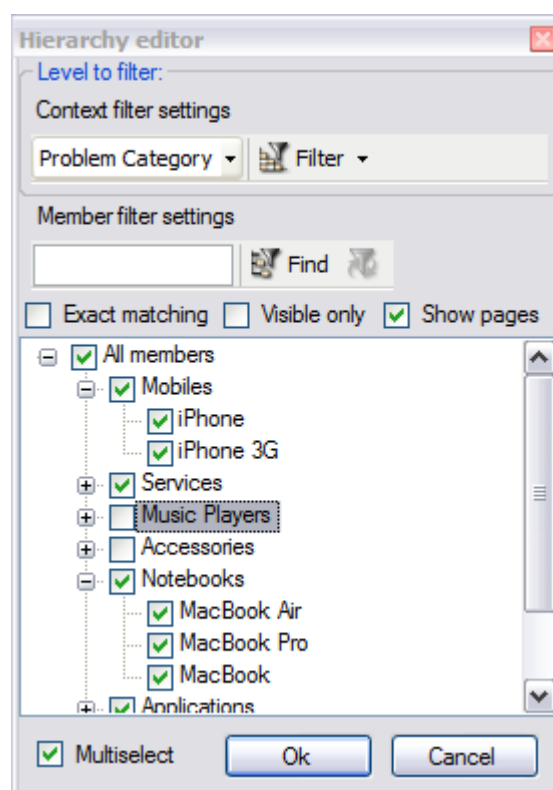 Hierarchy editor
Level to filter:
Context filter settings
Problem Category Filter
Member filter settings
Find
Exact matching Visible only Show pages
All members
Mobiles
iPhone
iPhone 3G
Services
Music Players
Accessories
Notebooks
MacBook Air
MacBook Pro
MacBook
Applications
Multiselect Ok Cancel